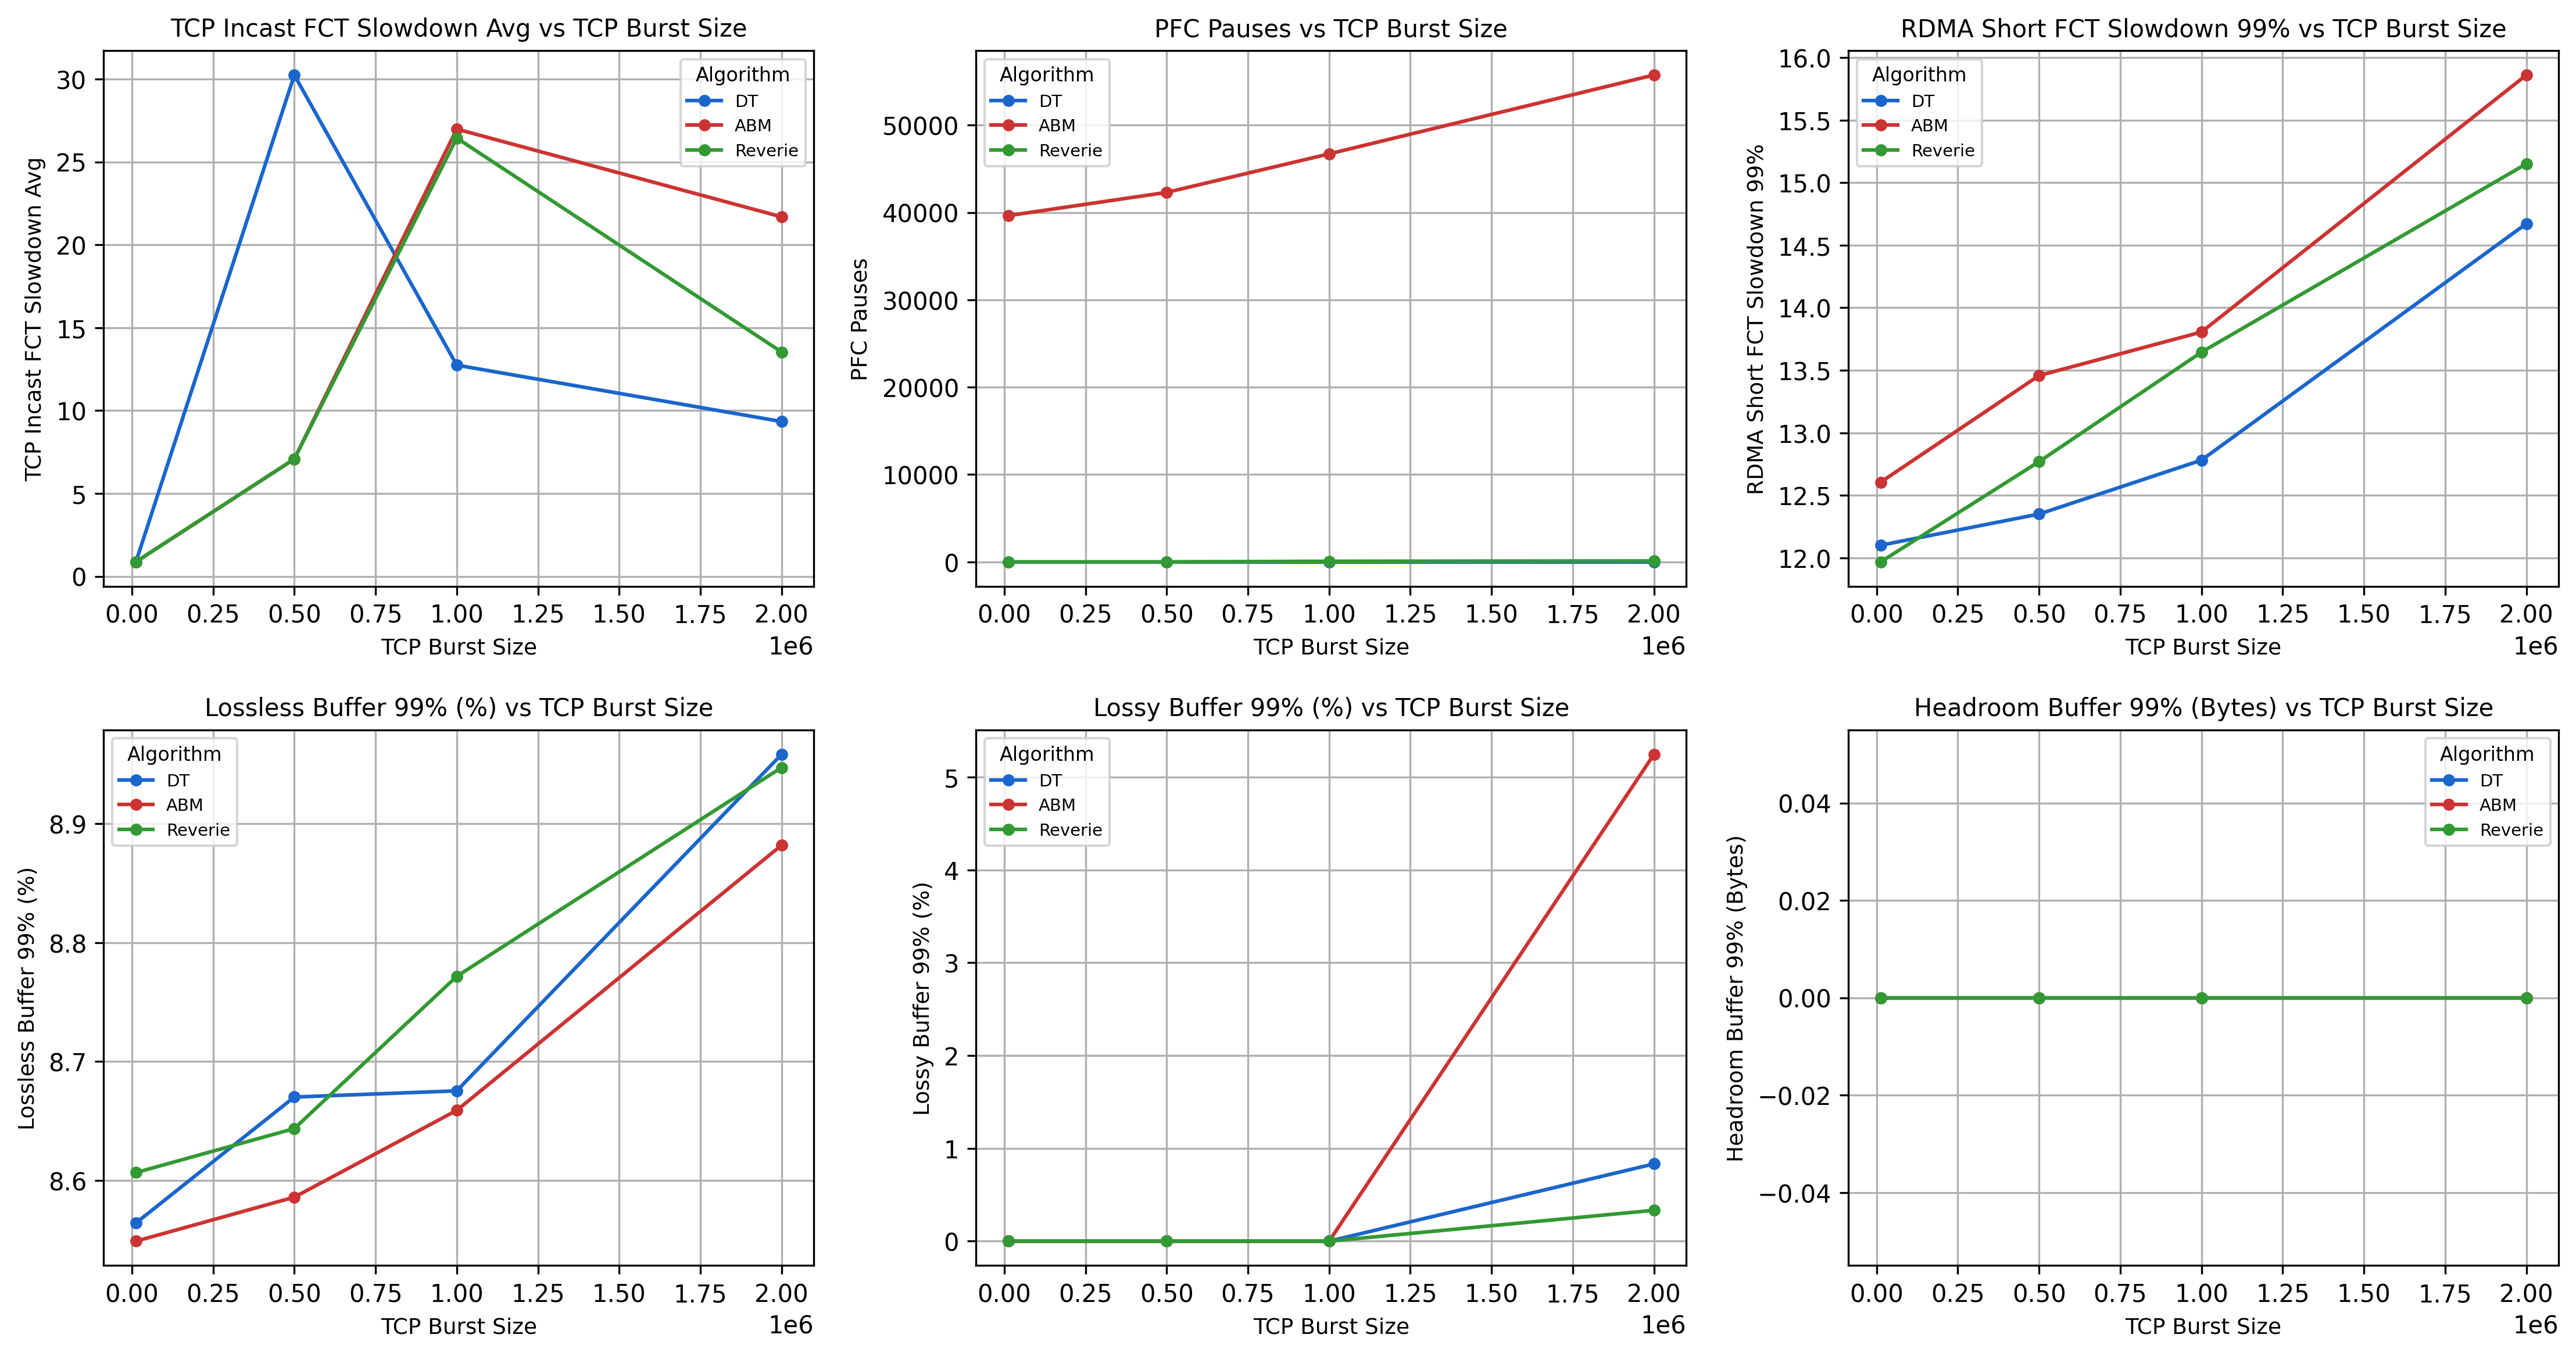 TCP Incast FCT Slowdown Avg vs TCP Burst Size
TCP Incast FCT Slowdown Avg
30
25
20
15
10
5
0
Algorithm
DT
ABM
Reverie
0.00 0.25 0.50 0.75 1.00 1.25 1.50 1.75 2.00
TCP Burst Size
1e6
PFC Pauses vs TCP Burst Size
PFC Pauses
50000
40000
30000
20000
10000
0
Algorithm
DT
ABM
Reverie
0.00 0.25 0.50 0.75 1.00 1.25 1.50 1.75 2.00
TCP Burst Size
1e6
RDMA Short FCT Slowdown 99% vs TCP Burst Size
RDMA Short FCT Slowdown 99%
16.0
15.5
15.0
14.5
14.0
13.5
13.0
12.5
12.0
Algorithm
DT
ABM
Reverie
0.00 0.25 0.50 0.75 1.00 1.25 1.50 1.75 2.00
TCP Burst Size
1e6
Lossless Buffer 99% (%) vs TCP Burst Size
Lossless Buffer 99% (%)
8.9
8.8
8.7
8.6
Algorithm
DT
ABM
Reverie
0.00 0.25 0.50 0.75 1.00 1.25 1.50 1.75 2.00
TCP Burst Size
1e6
Lossy Buffer 99% (%) vs TCP Burst Size
Lossy Buffer 99% (%)
5
4
3
2
1
0
Algorithm
DT
ABM
Reverie
0.00 0.25 0.50 0.75 1.00 1.25 1.50 1.75 2.00
TCP Burst Size
1e6
Headroom Buffer 99% (Bytes) vs TCP Burst Size
Headroom Buffer 99% (Bytes)
0.04
0.02
0.00
−0.02
−0.04
Algorithm
DT
ABM
Reverie
0.00 0.25 0.50 0.75 1.00 1.25 1.50 1.75 2.00
TCP Burst Size
1e6